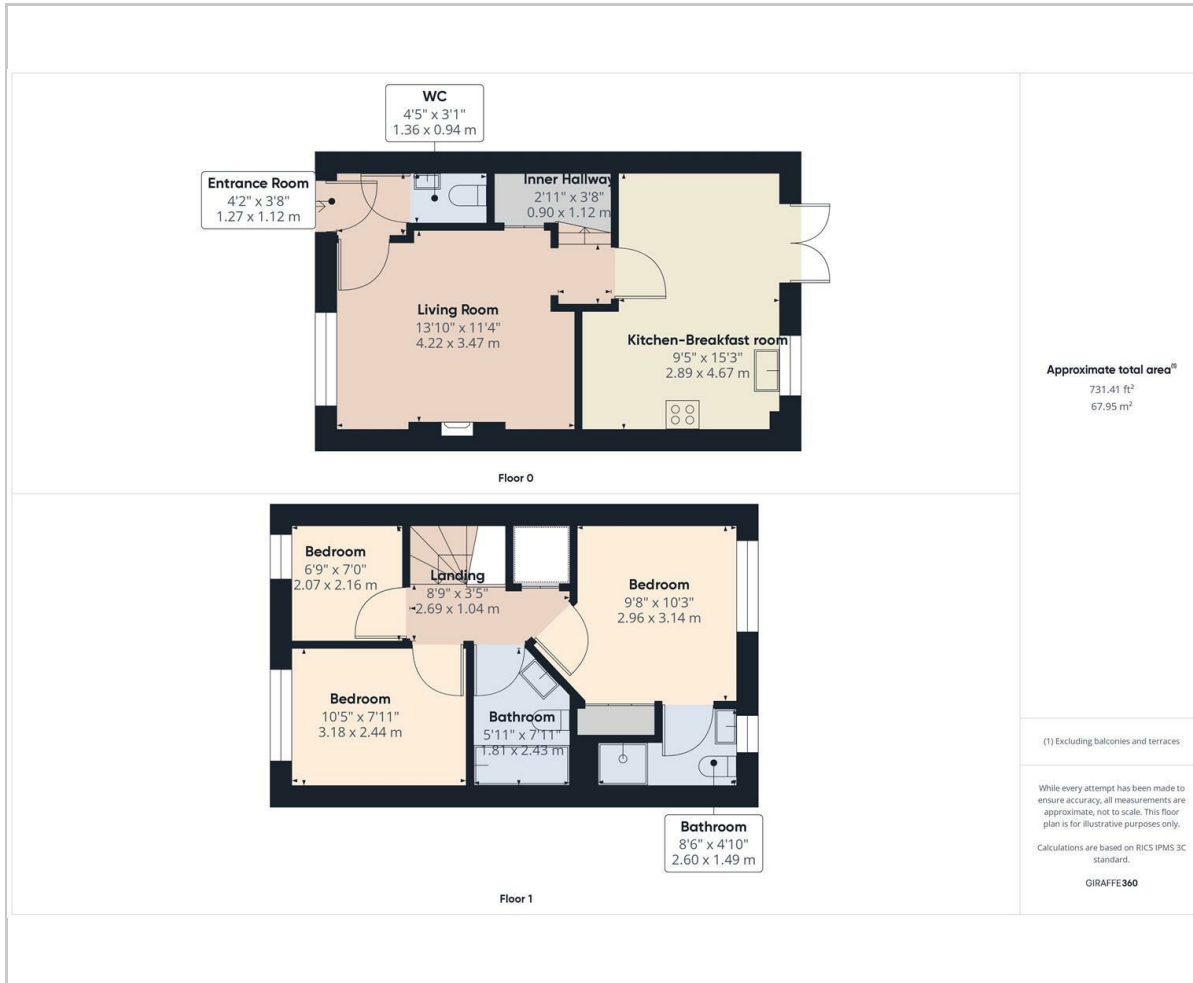 WC
4'5" x 3'1"
1.36 x 0.94 m
Entrance Room
4'2" x 3'8"
1.27 x 1.12 m
Inner Hallway
2'11" x 3'8"
0.90 x 1.12 m
Living Room
13'10" x 11'4"
4.22 x 3.47 m
Kitchen-Breakfast room
9'5" x 15'3"
2.89 x 4.67 m
Floor 0
Bedroom
6'9" x 7'0"
2.07 x 2.16 m
Landing
8'9" x 3'5"
2.69 x 1.04 m
Bedroom
9'8" x 10'3"
2.96 x 3.14 m
Bedroom
10'5" x 7'11"
3.18 x 2.44 m
Bathroom
5'11" x 7'11"
1.81 x 2.43 m
Bathroom
8'6" x 4'10"
2.60 x 1.49 m
Floor 1
Approximate total area⁽¹⁾
731.41 ft²
67.95 m²
(1) Excluding balconies and terraces
While every attempt has been made to
ensure accuracy, all measurements are
approximate, not to scale. This floor
plan is for illustrative purposes only.
Calculations are based on RICS IPMS 3C
standard.
GIRAFFE360